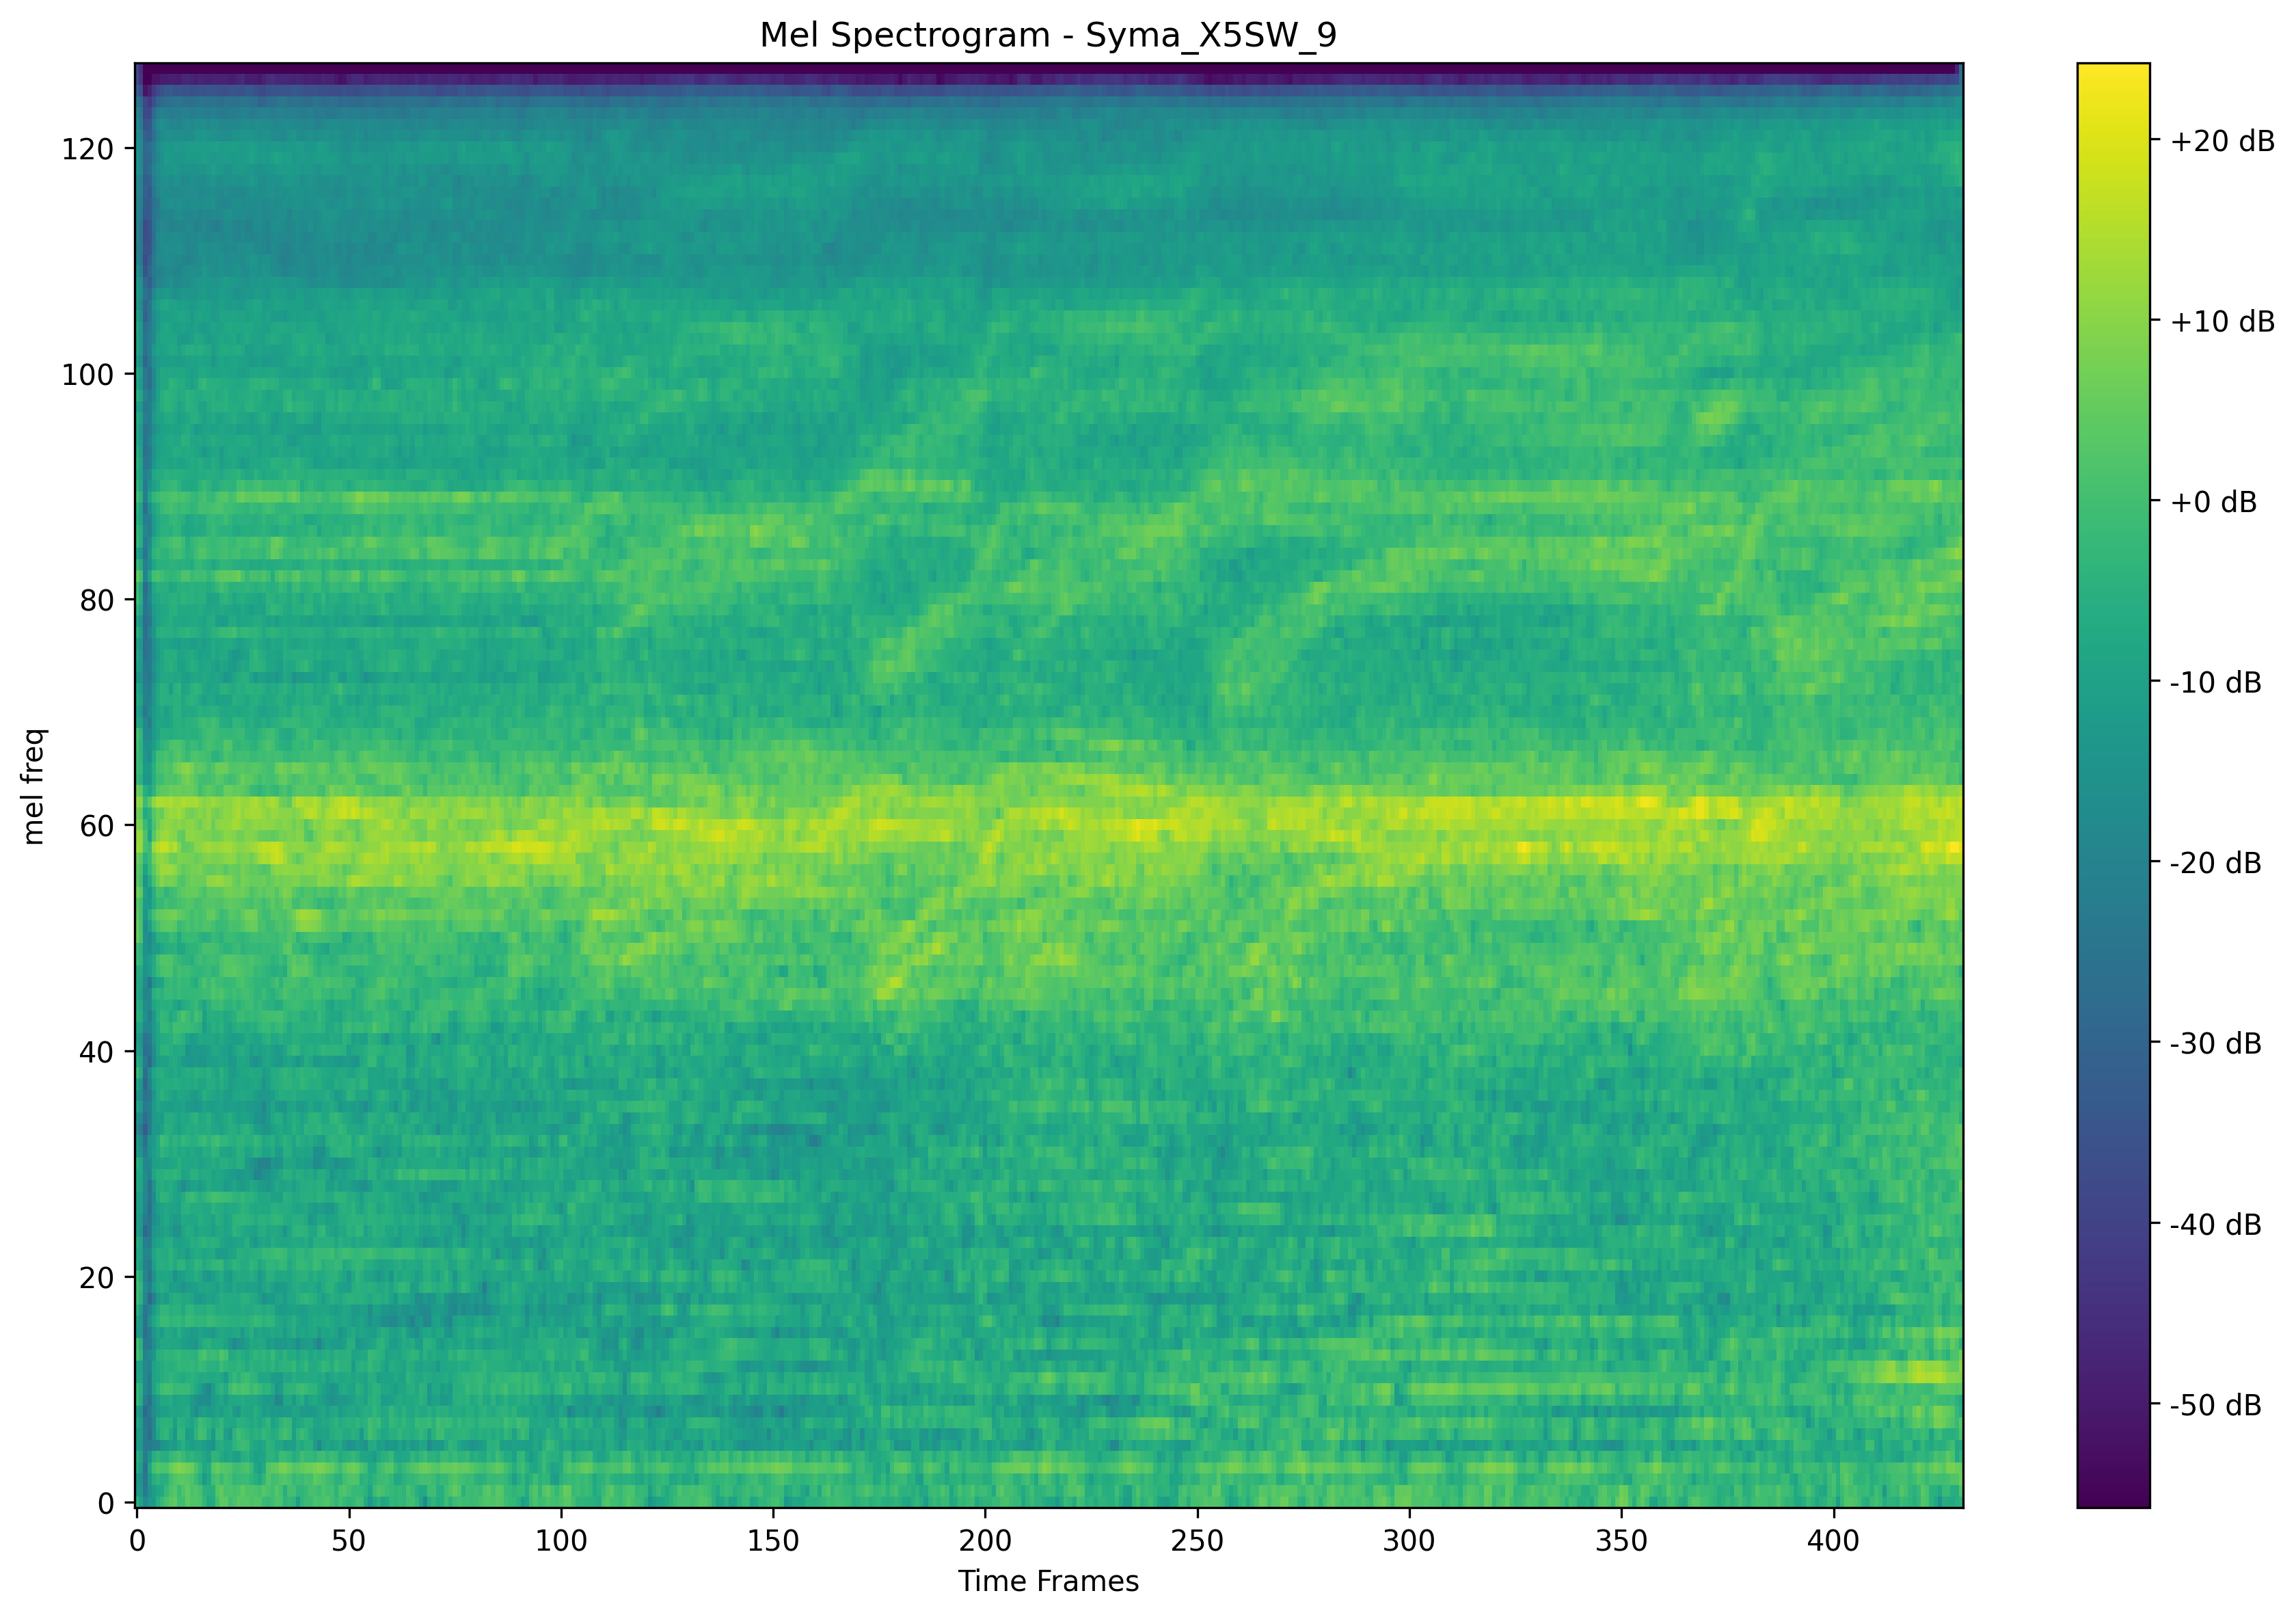 Mel Spectrogram - Syma_X5SW_9
mel freq
120
100
80
60
40
20
0
0 50 100 150 200 250 300 350 400
Time Frames
+20 dB
+10 dB
+0 dB
-10 dB
-20 dB
-30 dB
-40 dB
-50 dB